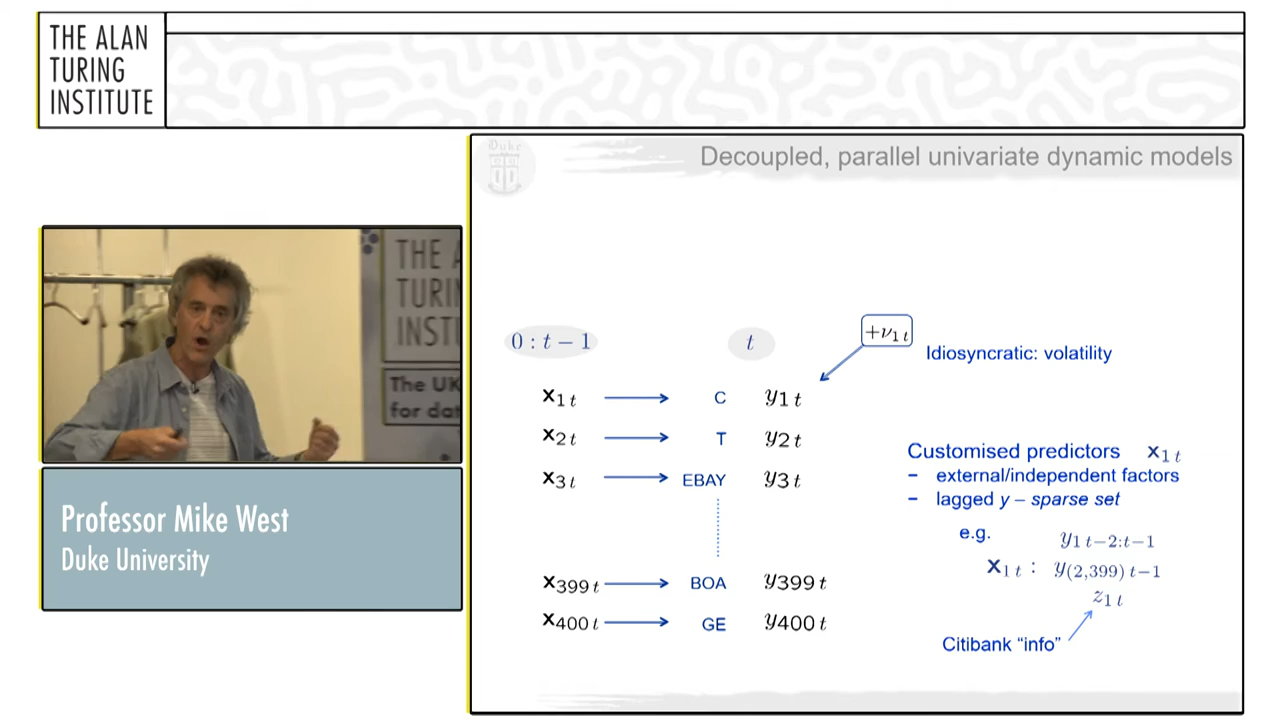 THE ALAN
TURING
INSTITUTE
Duke
Decoupled, parallel univariate dynamic models
THE A
TURIN
INSTI
The UK
for dat
Professor Mike West
Duke University
0 : t − 1
t
+ν1 t
Idiosyncratic: volatility
x1 t C y1 t
x2 t T y2 t
x3 t EBAY y3 t
x399 t BOA y399 t
x400 t GE y400 t
Customised predictors x1 t
- external/independent factors
- lagged y – sparse set
e.g.
y1 t−2:t−1
x1 t : y(2,399) t−1
z1 t
Citibank “info”